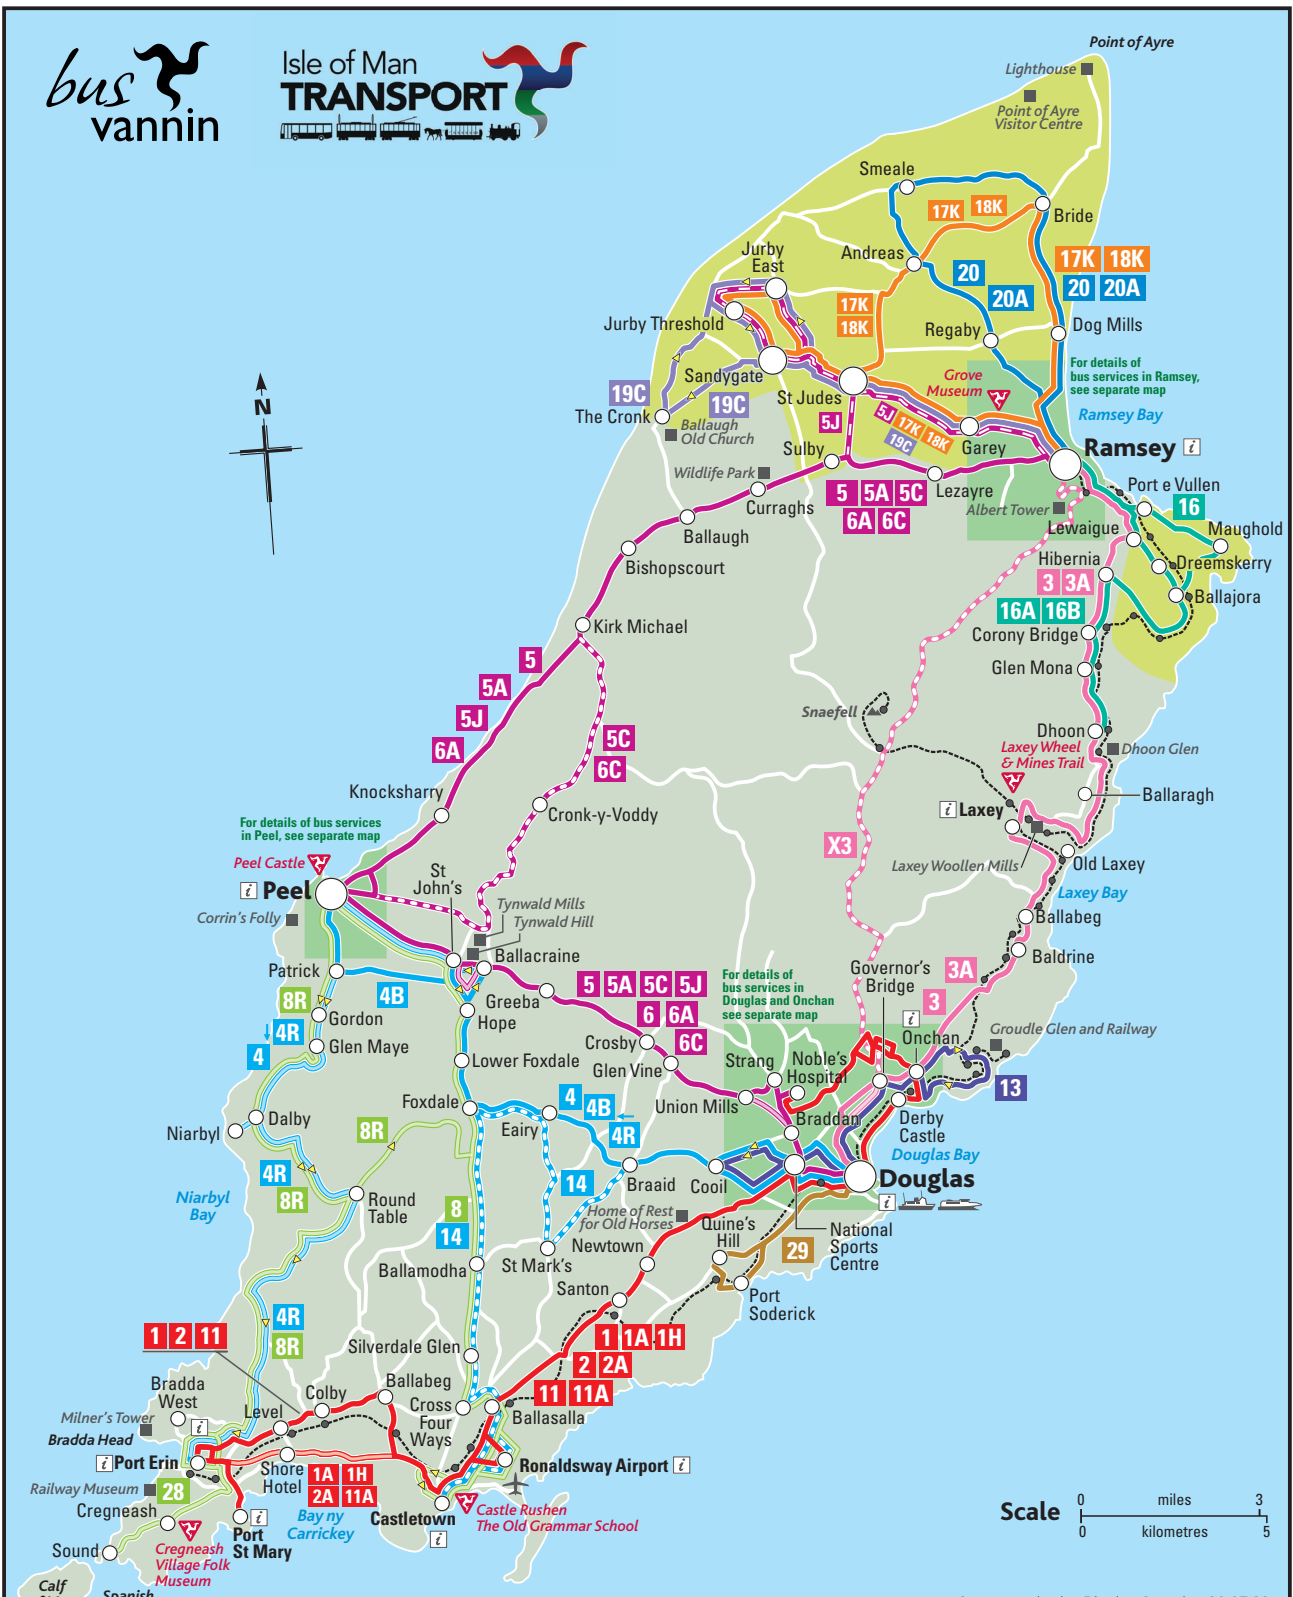 bus
vannin
Isle of Man
TRANSPORT
Point of Ayre
Lighthouse
Point of Ayre
Visitor Centre
Smeale
17K 18K
Bride
Jurby
East
Andreas
17K 18K
20 20A
20
20A
17K
18K
Jurby Threshold
Regaby
Dog Mills
N
Sandygate
Grove
Museum
For details of
bus services in Ramsey,
see separate map
19C
19C
St Judes
The Cronk
Ballaugh
Old Church
5J
5J 17K 18K
19C
Ramsey Bay
Garey
Ramsey i
Sulby
Wildlife Park
Lezayre
Port e Vullen
5 5A 5C
6A 6C
16
Curraghs
Albert Tower
Lewaigue
Maughold
Ballaugh
Hibernia
Dreemskerry
Bishopscourt
3 3A
16A 16B
Ballajora
Kirk Michael
Corony Bridge
5
Glen Mona
5A
5J
Snaefell
6A
5C
6C
Dhoon
Laxey Wheel
& Mines Trail
Dhoon Glen
Knocksharry
Cronk-y-Voddy
Ballaragh
i Laxey
For details of bus services
in Peel, see separate map
X3
Peel Castle
Laxey Woollen Mills
Old Laxey
St
John's
i Peel
Laxey Bay
Tynwald Mills
Tynwald Hill
Corrin's Folly
Ballabeg
Ballacraine
Baldrine
Patrick
4B
Greeba
5 5A 5C 5J
6 6A
6C
For details of
bus services in
Douglas and Onchan
see separate map
Governor's
Bridge
3A
3
8R
Gordon
Hope
i
Onchan
Groudle Glen and Railway
4R
4
Glen Maye
Crosby
Lower Foxdale
Glen Vine
Strang
Noble's
Hospital
13
Foxdale
4
4B
4R
Union Mills
Dalby
Eairy
Braddan
Derby
Castle
Niarbyl
8R
Douglas Bay
4R
8R
14
Braaid
Cooil
Douglas
i
Niarbyl
Bay
Round
Table
8
14
Home of Rest
for Old Horses
Quine's
Hill
29
National
Sports
Centre
Newtown
Ballamodha
St Mark's
Santon
Port
Soderick
4R
8R
1 2 11
1 1A 1H
2 2A
11 11A
Silverdale Glen
Bradda
West
Ballabeg
Colby
Cross
Four
Ways
Milner's Tower
Level
Ballasalla
Bradda Head
i
i Port Erin
Shore
Hotel
1A 1H
2A 11A
Ronaldsway Airport i
Railway Museum
28
Cregneash
Bay ny
Carrickey
Castletown
i
Castle Rushen
The Old Grammar School
i
Port
St Mary
Sound
Cregneash
Village Folk
Museum
Scale
0 miles 3
0 kilometres 5
Calf
Spanish